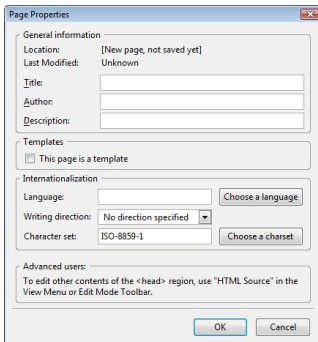 Page Properties
General information
Location: [New page, not saved yet]
Last Modified: Unknown
Title:
Author:
Description:
Templates
This page is a template
Internationalization
Language: Choose a language
Writing direction: No direction specified
Character set: ISO-8859-1 Choose a charset
Advanced users:
To edit other contents of the <head> region, use "HTML Source" in the
View Menu or Edit Mode Toolbar.
OK Cancel